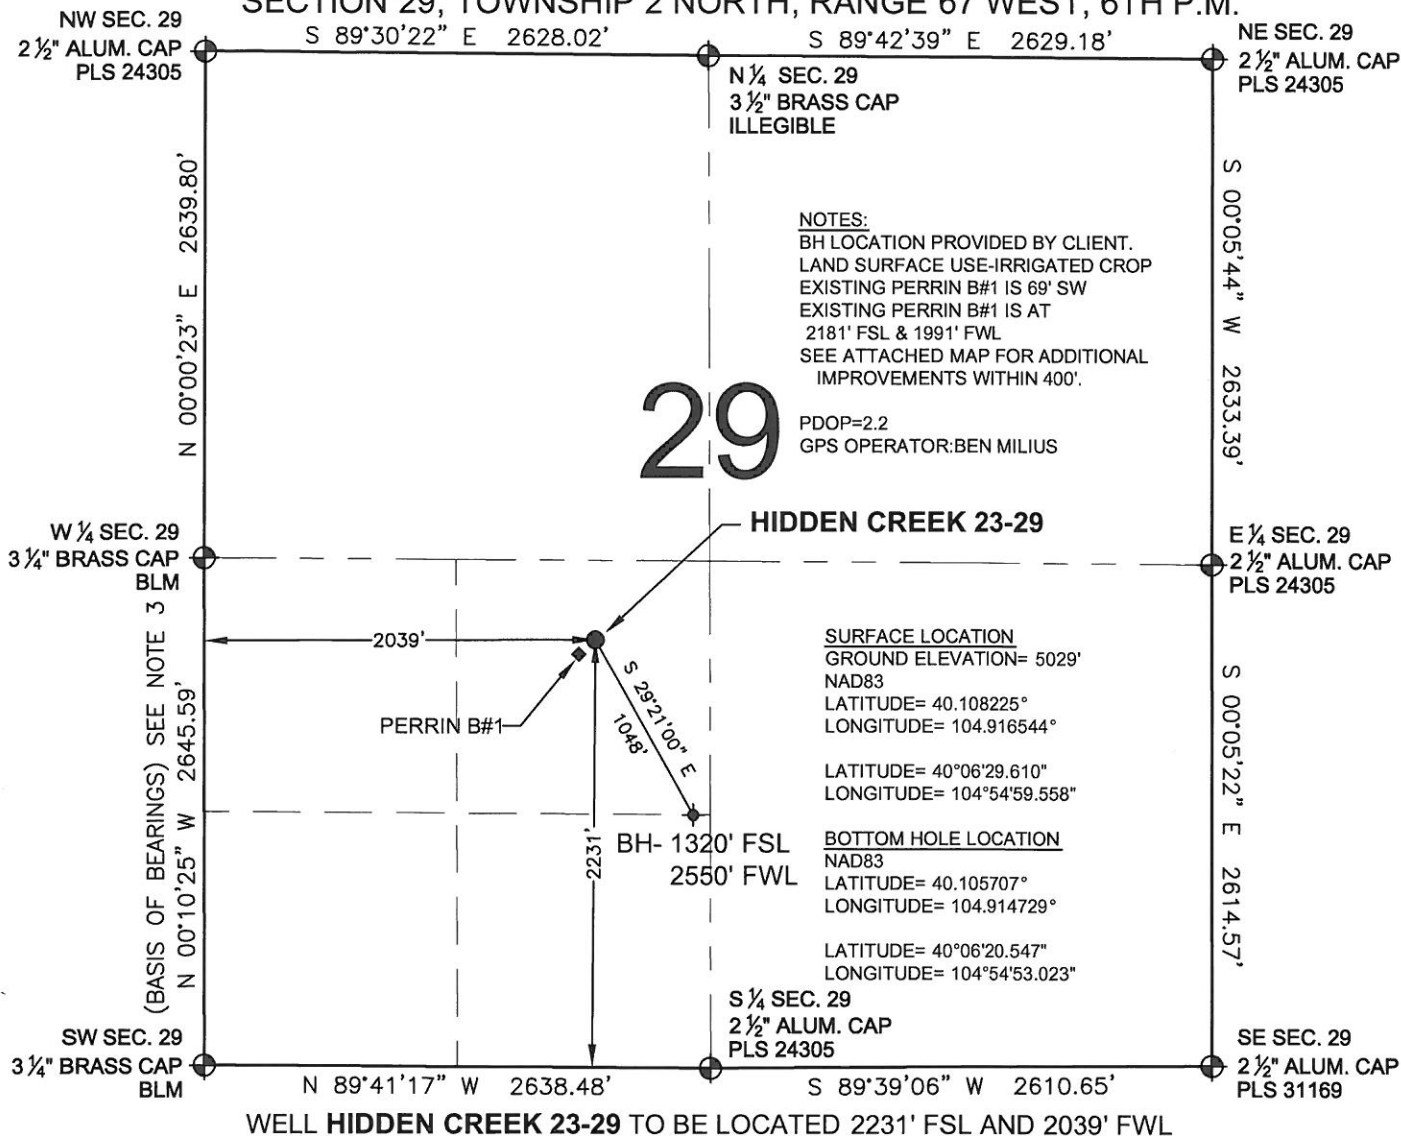 SECTION 29, TOWNSHIP 2 NORTH, RANGE 67 WEST, 6TH P.M.
NW SEC. 29
2 ½" ALUM. CAP
PLS 24305
S 89°30'22" E 2628.02'
S 89°42'39" E 2629.18'
NE SEC. 29
2 ½" ALUM. CAP
PLS 24305
N ¼ SEC. 29
3 ½" BRASS CAP
ILLEGIBLE
N 00°00'23" E 2639.80'
S 00°05'44" W 2633.39'
NOTES:
BH LOCATION PROVIDED BY CLIENT.
LAND SURFACE USE-IRRIGATED CROP
EXISTING PERRIN B#1 IS 69' SW
EXISTING PERRIN B#1 IS AT
2181' FSL & 1991' FWL
SEE ATTACHED MAP FOR ADDITIONAL
IMPROVEMENTS WITHIN 400'.
PDOP=2.2
GPS OPERATOR:BEN MILIUS
29
HIDDEN CREEK 23-29
W ¼ SEC. 29
3 ¼" BRASS CAP
BLM
E ¼ SEC. 29
2 ½" ALUM. CAP
PLS 24305
(BASIS OF BEARINGS) SEE NOTE 3
N 00°10'25" W 2645.59'
2039'
PERRIN B#1
S 29°21'00" E
1048'
2231'
BH- 1320' FSL
2550' FWL
SURFACE LOCATION
GROUND ELEVATION= 5029'
NAD83
LATITUDE= 40.108225°
LONGITUDE= 104.916544°
LATITUDE= 40°06'29.610"
LONGITUDE= 104°54'59.558"
BOTTOM HOLE LOCATION
NAD83
LATITUDE= 40.105707°
LONGITUDE= 104.914729°
LATITUDE= 40°06'20.547"
LONGITUDE= 104°54'53.023"
S 00°05'22" E 2614.57'
SW SEC. 29
3 ¼" BRASS CAP
BLM
S ¼ SEC. 29
2 ½" ALUM. CAP
PLS 24305
SE SEC. 29
2 ½" ALUM. CAP
PLS 31169
N 89°41'17" W 2638.48'
S 89°39'06" W 2610.65'
WELL HIDDEN CREEK 23-29 TO BE LOCATED 2231' FSL AND 2039' FWL